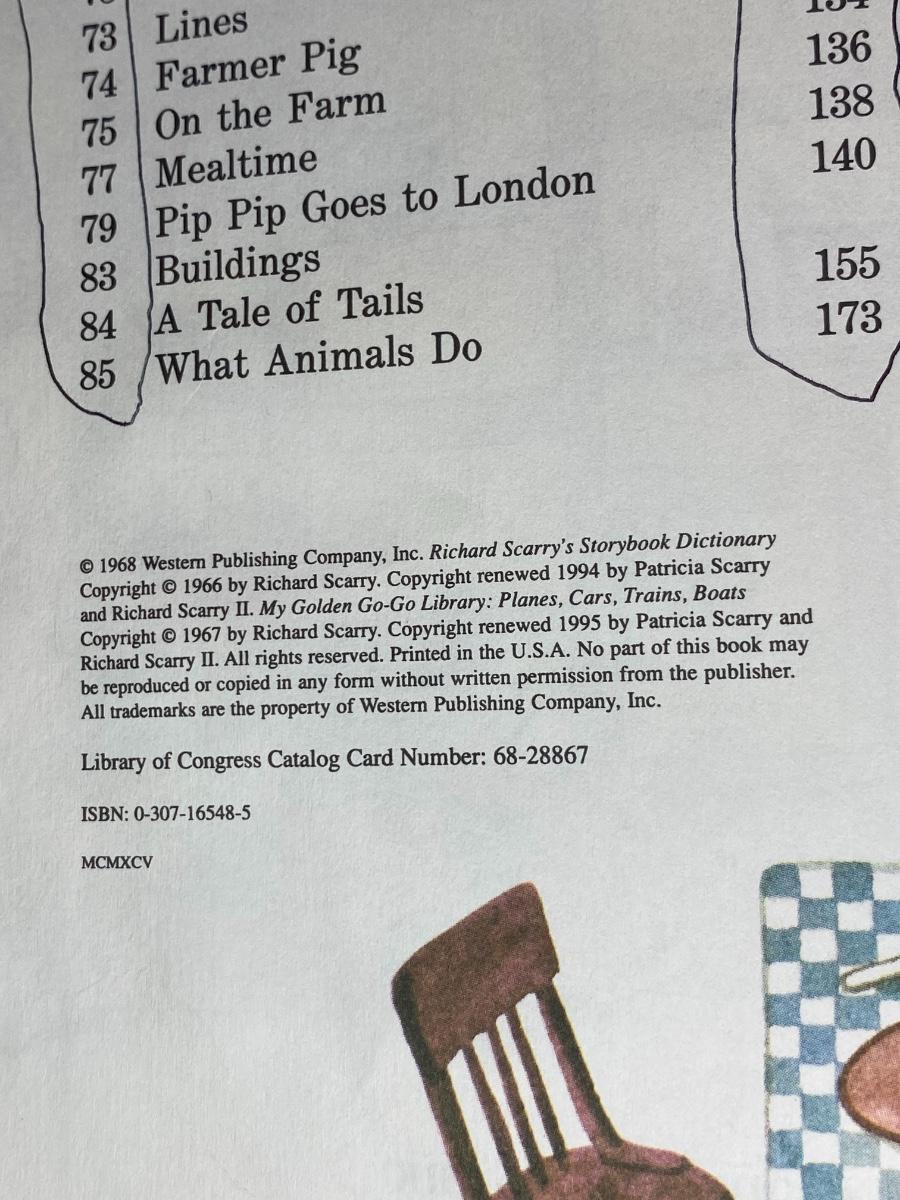 73 Lines
74 Farmer Pig 136
75 On the Farm 138
77 Mealtime 140
79 Pip Pip Goes to London
83 Buildings 155
84 A Tale of Tails 173
85 What Animals Do
© 1968 Western Publishing Company, Inc. Richard Scarry's Storybook Dictionary
Copyright © 1966 by Richard Scarry. Copyright renewed 1994 by Patricia Scarry
and Richard Scarry II. My Golden Go-Go Library: Planes, Cars, Trains, Boats
Copyright © 1967 by Richard Scarry. Copyright renewed 1995 by Patricia Scarry and
Richard Scarry II. All rights reserved. Printed in the U.S.A. No part of this book may
be reproduced or copied in any form without written permission from the publisher.
All trademarks are the property of Western Publishing Company, Inc.
Library of Congress Catalog Card Number: 68-28867
ISBN: 0-307-16548-5
MCMXCV